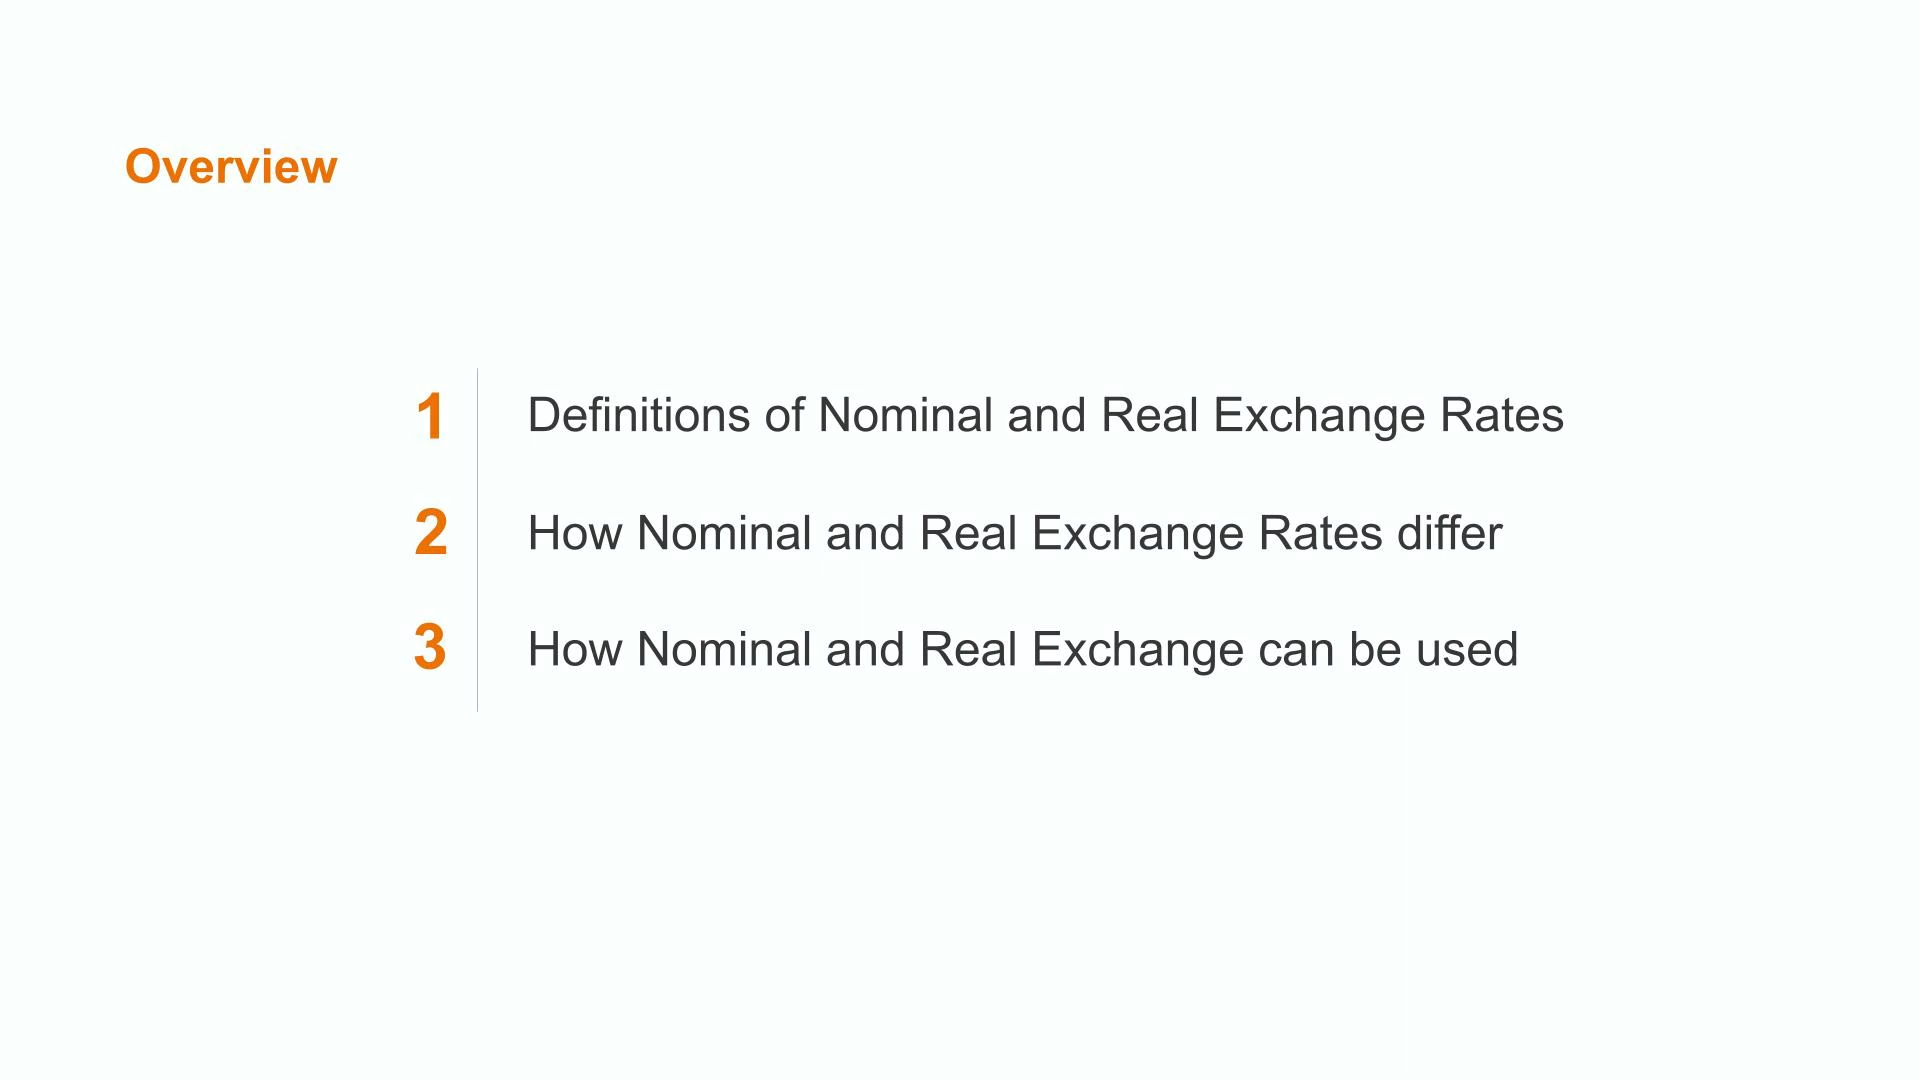 Overview
1 Definitions of Nominal and Real Exchange Rates
2 How Nominal and Real Exchange Rates differ
3 How Nominal and Real Exchange can be used